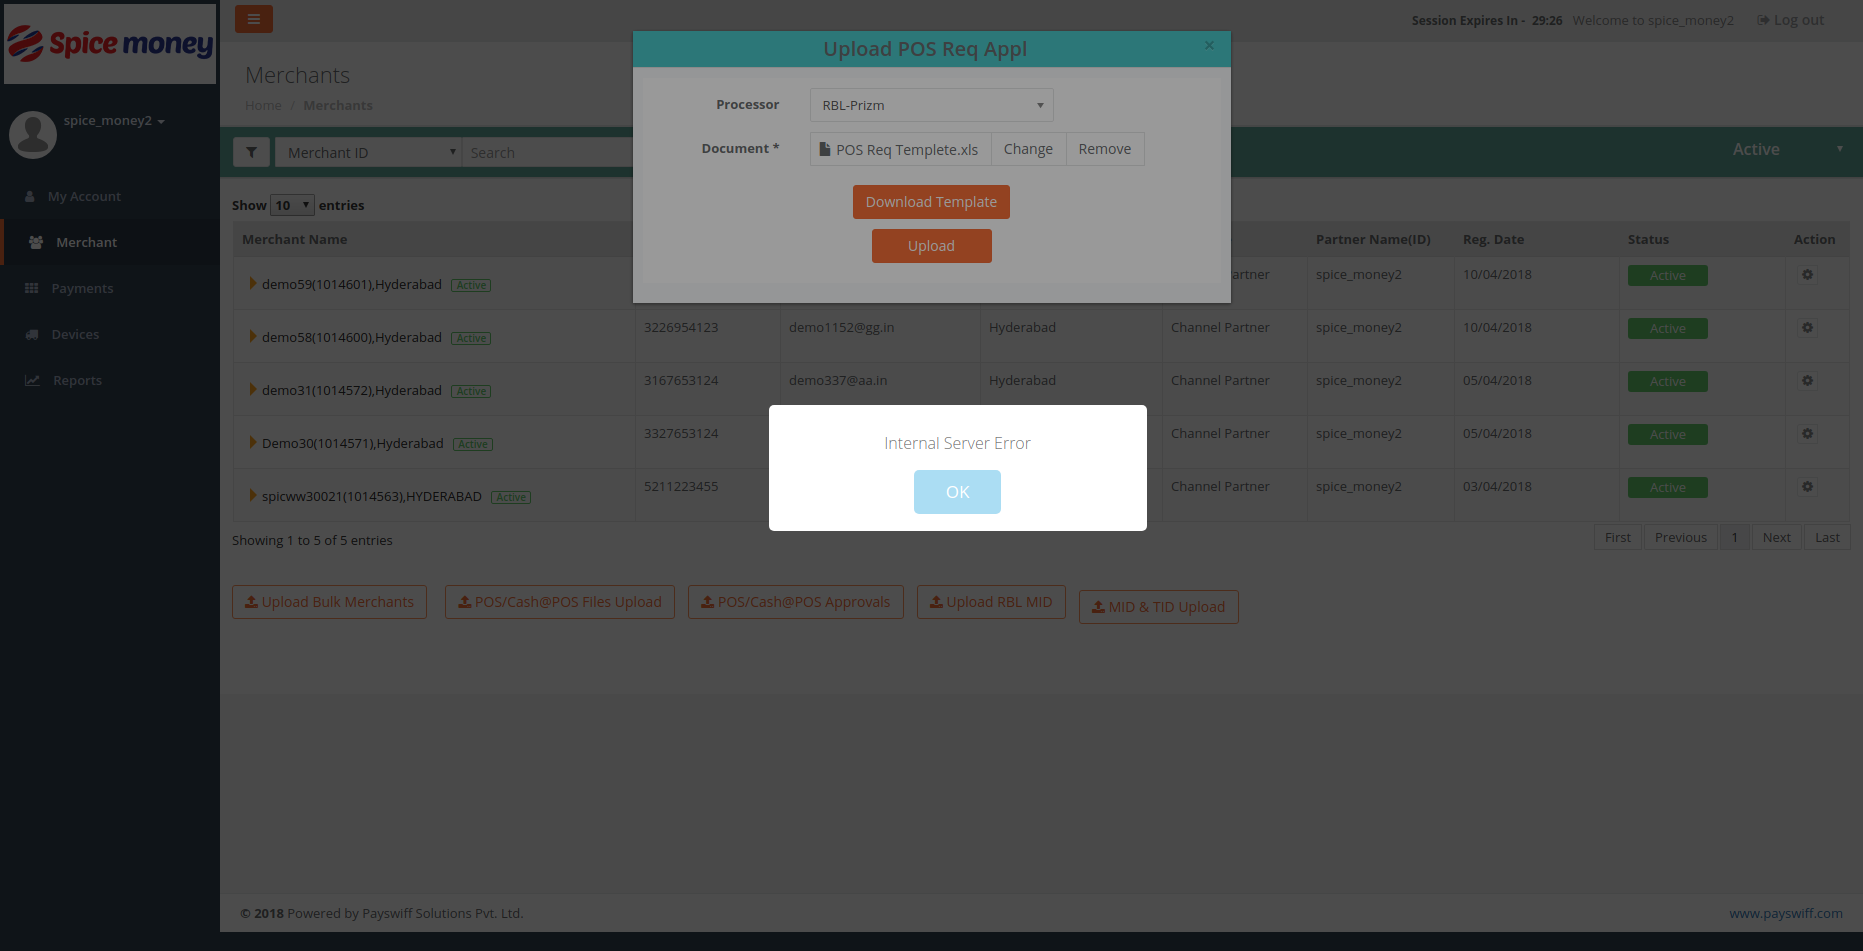 Spice money
Session Expires In - 29:26 Welcome to spice_money2 Log out
Upload POS Req Appl ×
Merchants
Home / Merchants
Processor RBL-Prizm
Document * POS Req Templete.xls Change Remove
Download Template
Upload
spice_money2
Merchant ID Search Active
My Account
Merchant
Payments
Devices
Reports
Show 10 entries
Merchant Name Partner Name(ID) Reg. Date Status Action
demo59(1014601),Hyderabad Active artner spice_money2 10/04/2018 Active
demo58(1014600),Hyderabad Active 3226954123 demo1152@gg.in Hyderabad Channel Partner spice_money2 10/04/2018 Active
demo31(1014572),Hyderabad Active 3167653124 demo337@aa.in Hyderabad Channel Partner spice_money2 05/04/2018 Active
Demo30(1014571),Hyderabad Active 3327653124 Channel Partner spice_money2 05/04/2018 Active
spicww30021(1014563),HYDERABAD Active 5211223455 Channel Partner spice_money2 03/04/2018 Active
Internal Server Error
OK
Showing 1 to 5 of 5 entries First Previous 1 Next Last
Upload Bulk Merchants POS/Cash@POS Files Upload POS/Cash@POS Approvals Upload RBL MID MID & TID Upload
© 2018 Powered by Payswiff Solutions Pvt. Ltd. www.payswiff.com